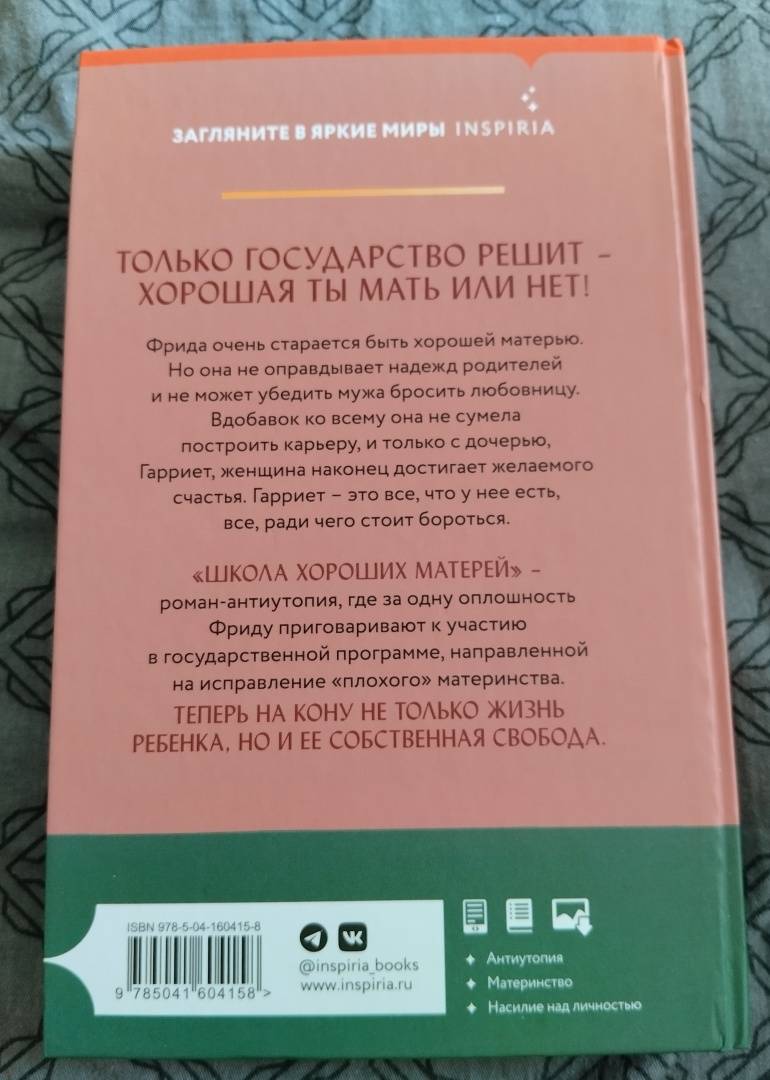 ЗАГЛЯНИТЕ В ЯРКИЕ МИРЫ INSPIRIA
ТОЛЬКО ГОСУДАРСТВО РЕШИТ –
ХОРОШАЯ ТЫ МАТЬ ИЛИ НЕТ!
Фрида очень старается быть хорошей матерью.
Но она не оправдывает надежд родителей
и не может убедить мужа бросить любовницу.
Вдобавок ко всему она не сумела
построить карьеру, и только с дочерью,
Гарриет, женщина наконец достигает желаемого
счастья. Гарриет – это все, что у нее есть,
все, ради чего стоит бороться.
«ШКОЛА ХОРОШИХ МАТЕРЕЙ» –
роман-антиутопия, где за одну оплошность
Фриду приговаривают к участию
в государственной программе, направленной
на исправление «плохого» материнства.
ТЕПЕРЬ НА КОНУ НЕ ТОЛЬКО ЖИЗНЬ
РЕБЕНКА, НО И ЕЕ СОБСТВЕННАЯ СВОБОДА.
ISBN 978-5-04-160415-8
9 785041 604158 >
@inspiria_books
www.inspiria.ru
Антиутопия
Материнство
Насилие над личностью